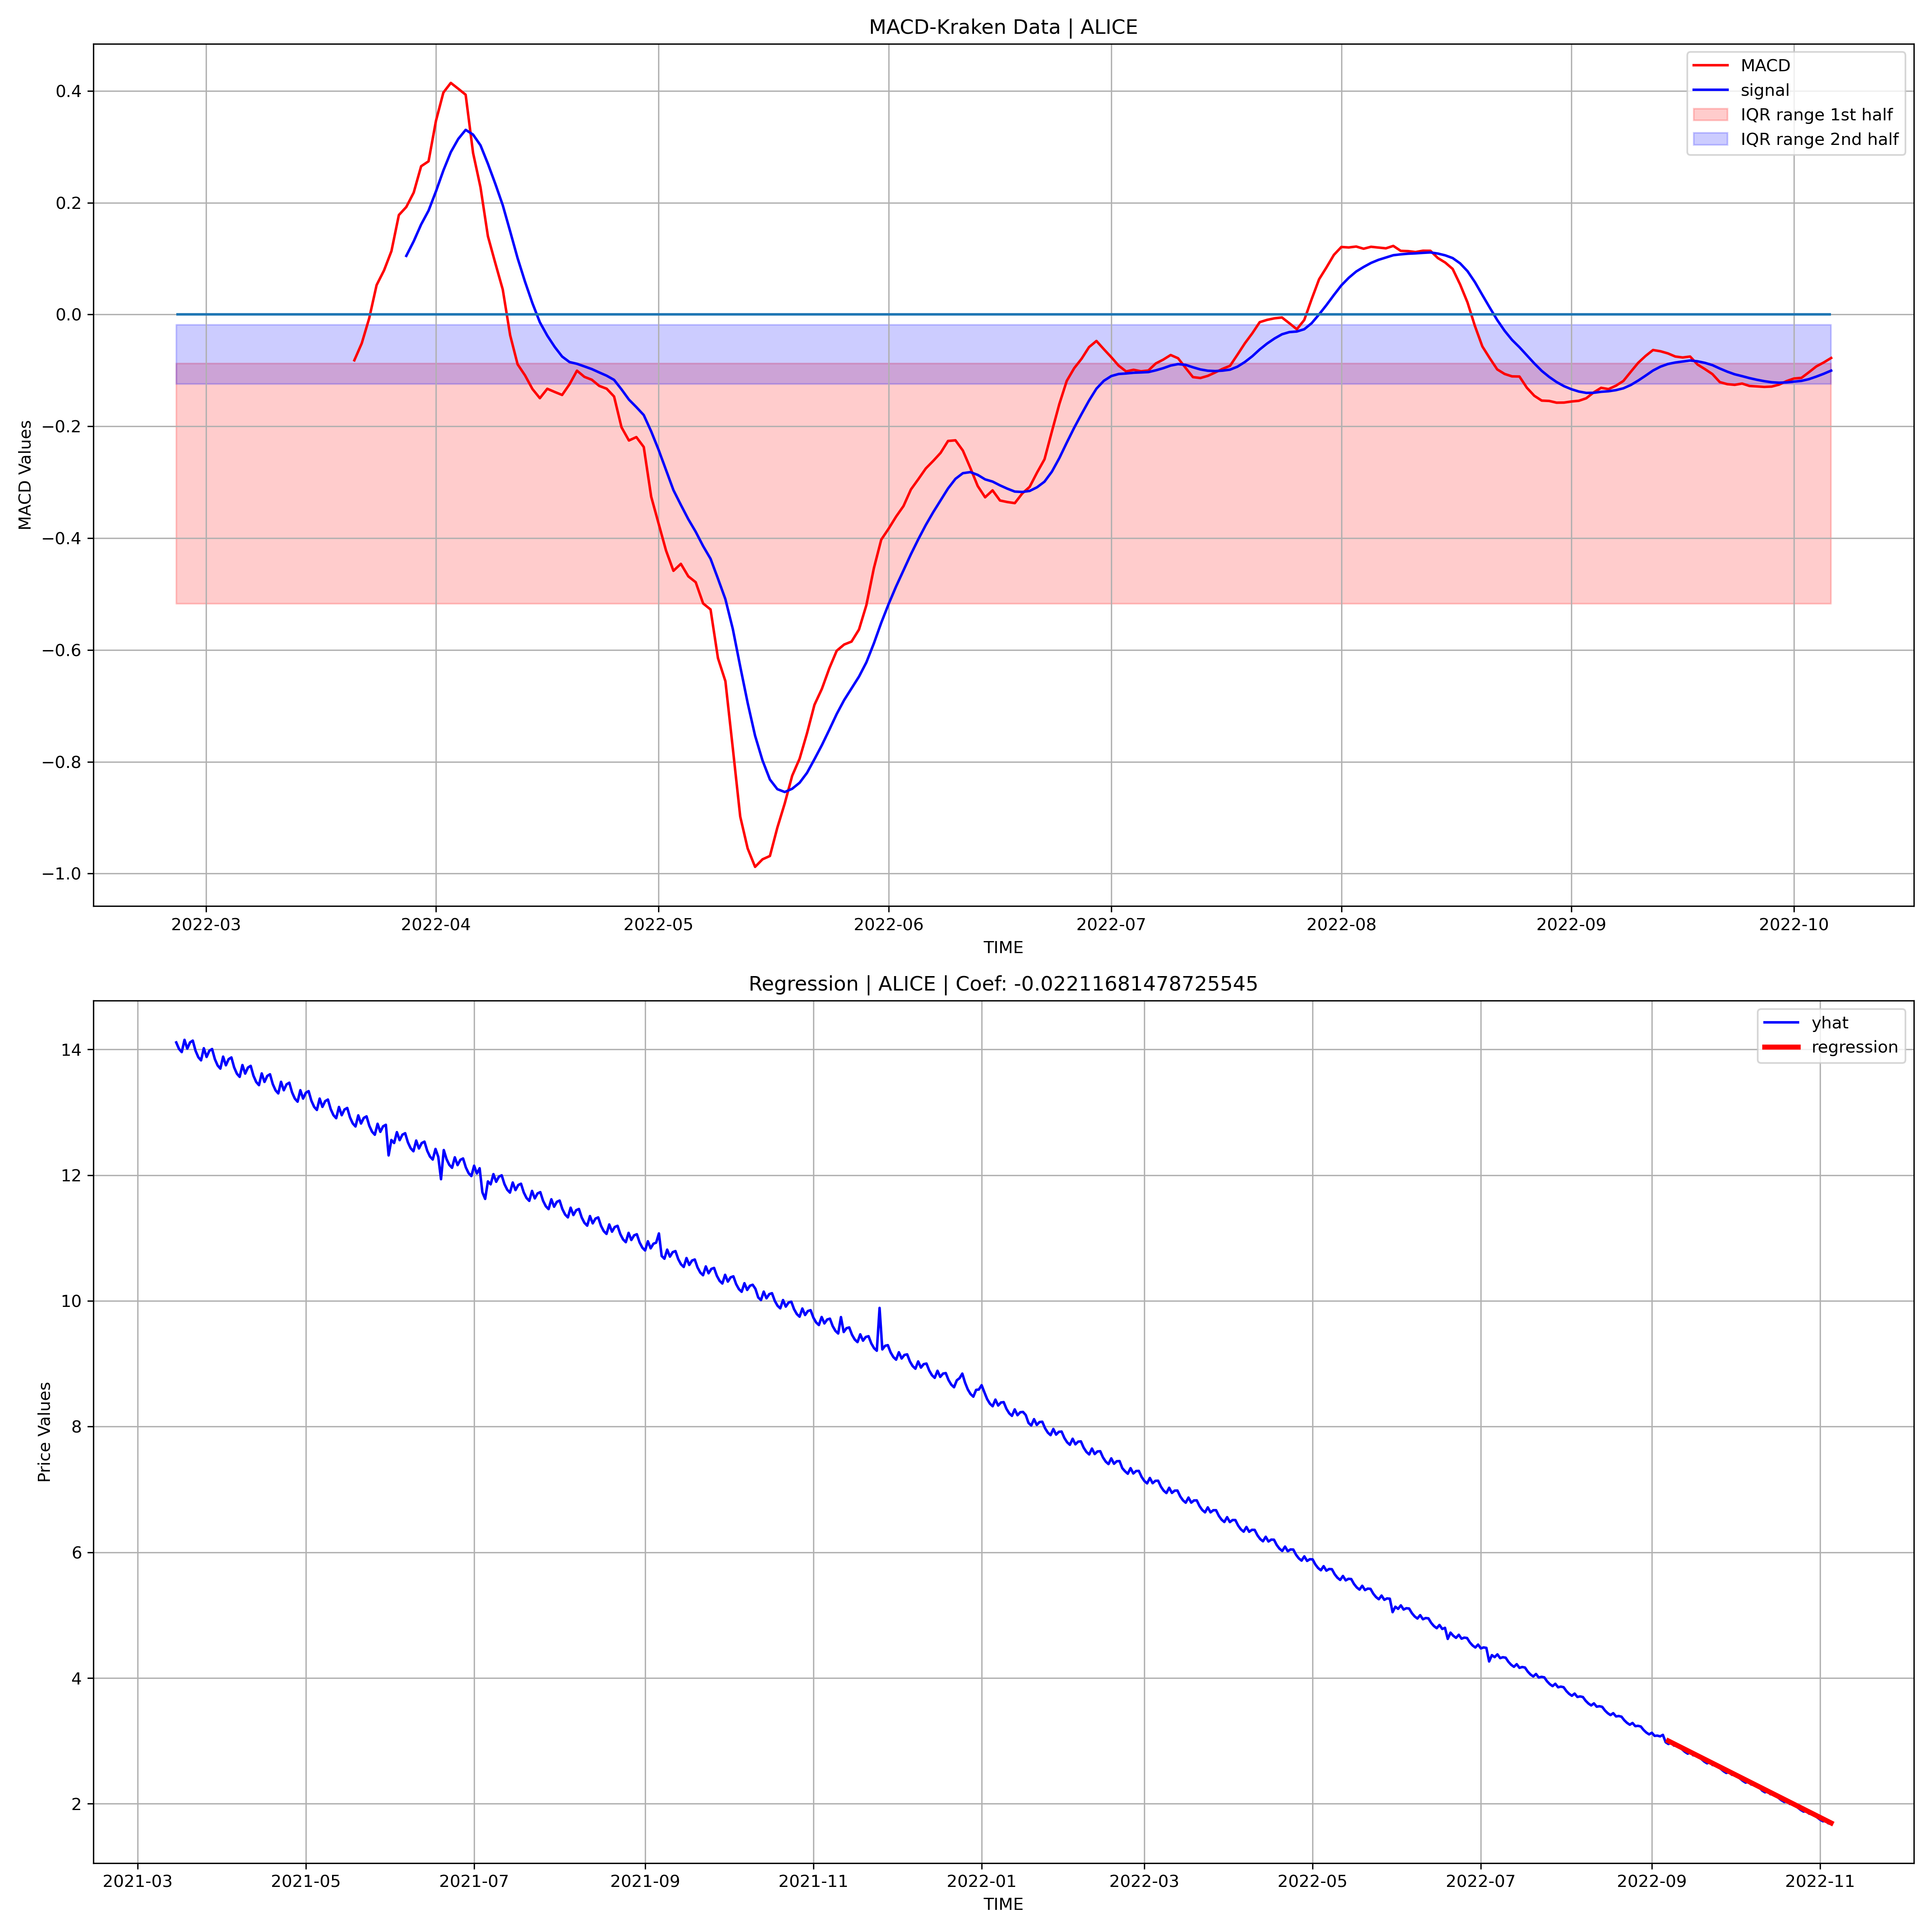 MACD-Kraken Data | ALICE
MACD
signal
IQR range 1st half
IQR range 2nd half
0.4
0.2
0.0
−0.2
−0.4
−0.6
−0.8
−1.0
MACD Values
2022-03 2022-04 2022-05 2022-06 2022-07 2022-08 2022-09 2022-10
TIME
Regression | ALICE | Coef: -0.02211681478725545
yhat
regression
14
12
10
8
6
4
2
Price Values
2021-03 2021-05 2021-07 2021-09 2021-11 2022-01 2022-03 2022-05 2022-07 2022-09 2022-11
TIME